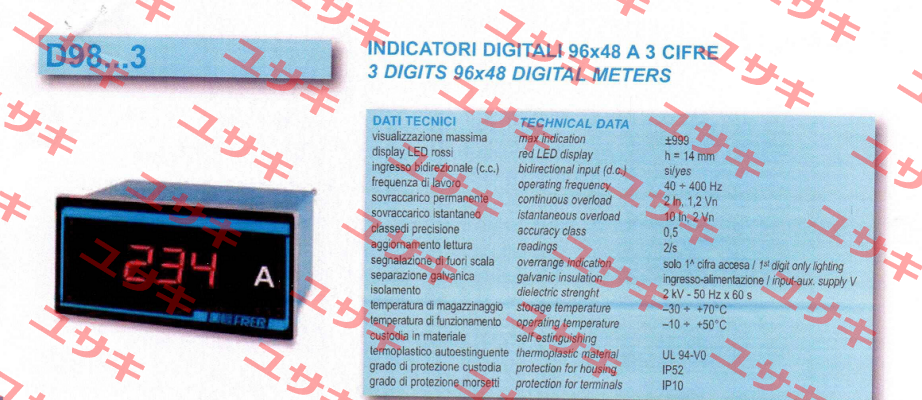 D98...3
INDICATORI DIGITALI 96x48 A 3 CIFRE
3 DIGITS 96x48 DIGITAL METERS
DATI TECNICI TECHNICAL DATA
visualizzazione massima max indication ±999
display LED rossi red LED display h = 14 mm
ingresso bidirezionale (c.c.) bidirectional input (d.c.) si/yes
frequenza di lavoro operating frequency 40 ÷ 400 Hz
sovraccarico permanente continuous overload 2 In, 1,2 Vn
sovraccarico istantaneo istantaneous overload 10 In, 2 Vn
classedi precisione accuracy class 0,5
aggiornamento lettura readings 2/s
segnalazione di fuori scala overrange indication solo 1^ cifra accesa / 1st digit only lighting
separazione galvanica galvanic insulation ingresso-alimentazione / input-aux. supply V
isolamento dielectric strenght 2 kV - 50 Hz x 60 s
temperatura di magazzinaggio storage temperature –30 ÷ +70°C
temperatura di funzionamento operating temperature –10 ÷ +50°C
custodia in materiale self estinguishing
termoplastico autoestinguente thermoplastic material UL 94-V0
grado di protezione custodia protection for housing IP52
grado di protezione morsetti protection for terminals IP10
234 A
FRER
ユサキ